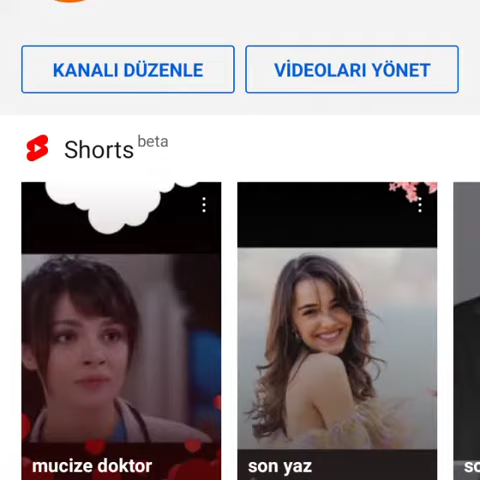 KANALI DÜZENLE
VİDEOLARI YÖNET
Shorts beta
mucize doktor
son yaz